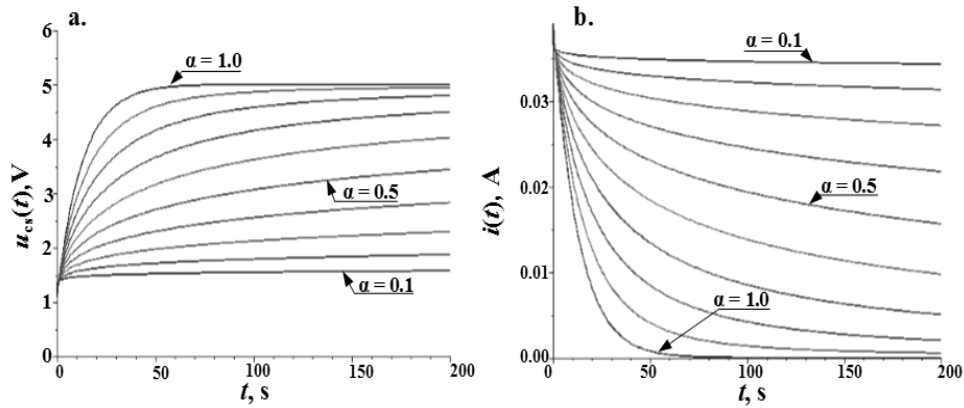 a.
6
5
4
3
2
1
0
u_cs(t), V
α = 1.0
α = 0.5
α = 0.1
0 50 100 150 200
t, s
b.
0.03
0.02
0.01
0.00
i(t), A
α = 0.1
α = 0.5
α = 1.0
0 50 100 150 200
t, s